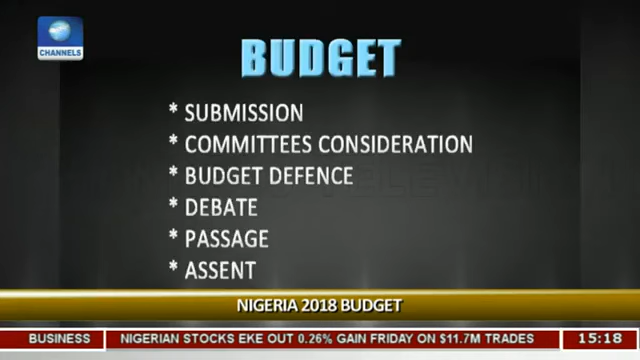 CHANNELS
BUDGET
* SUBMISSION
* COMMITTEES CONSIDERATION
* BUDGET DEFENCE
* DEBATE
* PASSAGE
* ASSENT
NIGERIA 2018 BUDGET
BUSINESS NIGERIAN STOCKS EKE OUT 0.26% GAIN FRIDAY ON $11.7M TRADES 15:18